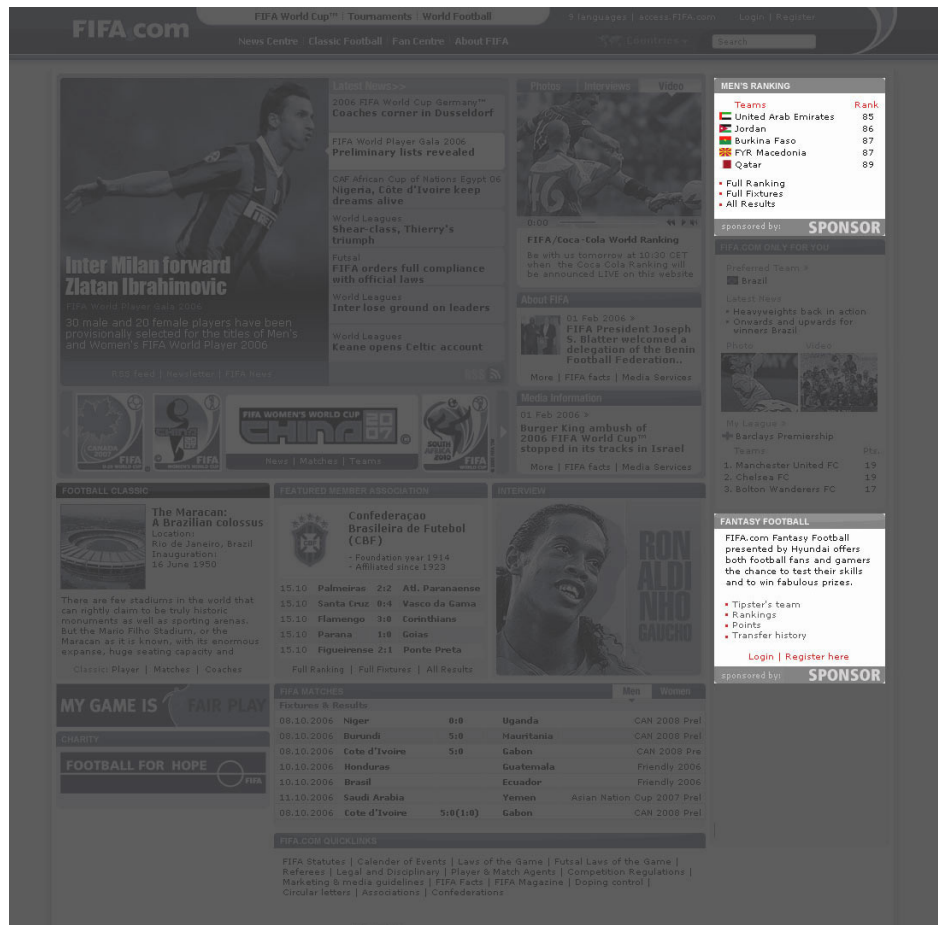 FIFA.com
FIFA World Cup™ | Tournaments | World Football
9 languages | access.FIFA.com
Login | Register
News Centre | Classic Football | Fan Centre | About FIFA
Countries
Search
Latest News >>
2006 FIFA World Cup Germany™
Coaches corner in Dusseldorf
FIFA World Player Gala 2006
Preliminary lists revealed
CAF African Cup of Nations Egypt 06
Nigeria, Côte d'Ivoire keep
dreams alive
World Leagues
Shear-class, Thierry's
triumph
Futsal
FIFA orders full compliance
with official laws
World Leagues
Inter lose ground on leaders
World Leagues
Keane opens Celtic account
Inter Milan forward
Zlatan Ibrahimovic
FIFA World Player Gala 2006
30 male and 20 female players have been
provisionally selected for the titles of Men's
and Women's FIFA World Player 2006
RSS feed | Newsletter | FIFA news
Photos Interviews Video
0:00
FIFA/Coca-Cola World Ranking
Be with us tomorrow at 10:30 CET
when the Coca Cola Ranking will
be announced LIVE on this website
About FIFA
01 Feb 2006 >
FIFA President Joseph
S. Blatter welcomed a
delegation of the Benin
Football Federation..
More | FIFA facts | Media Services
Media Information
01 Feb 2006 >
Burger King ambush of
2006 FIFA World Cup™
stopped in its tracks in Israel
More | FIFA facts | Media Services
MEN'S RANKING
Teams Rank
United Arab Emirates 85
Jordan 86
Burkina Faso 87
FYR Macedonia 87
Qatar 89
Full Ranking
Full Fixtures
All Results
sponsored by: SPONSOR
FIFA.COM ONLY FOR YOU
Preferred Team >
Brazil
Latest News
Heavyweights back in action
Onwards and upwards for
winners Brazil
Photo Video
My League >
Barclays Premiership
Teams Pts.
1. Manchester United FC 19
2. Chelsea FC 19
3. Bolton Wanderers FC 17
FIFA WOMEN'S WORLD CUP
CHINA 2007
News | Matches | Teams
SOUTH AFRICA 2010
FIFA
FOOTBALL CLASSIC
The Maracan:
A Brazilian colossus
Location:
Rio de Janeiro, Brazil
Inauguration:
16 June 1950
There are few stadiums in the world that
can rightly claim to be truly historic
monuments as well as sporting arenas.
But the Mario Filho Stadium, or the
Maracan as it is known, with its enormous
expanse, huge seating capacity and
Classic: Player | Matches | Coaches
FEATURED MEMBER ASSOCIATION
Confederaçao
Brasileira de Futebol
(CBF)
- Foundation year 1914
- Affiliated since 1923
15.10 Palmeiras 2:2 Atl. Paranaense
15.10 Santa Cruz 0:4 Vasco da Gama
15.10 Flamengo 3:0 Corinthians
15.10 Parana 1:0 Goias
15.10 Figueirense 2:1 Ponte Preta
Full Ranking | Full Fixtures | All Results
INTERVIEW
RON
ALDI
NHO
GAUCHO
FANTASY FOOTBALL
FIFA.com Fantasy Football
presented by Hyundai offers
both football fans and gamers
the chance to test their skills
and to win fabulous prizes.
Tipster's team
Rankings
Points
Transfer history
Login | Register here
sponsored by: SPONSOR
MY GAME IS FAIR PLAY
CHARITY
FOOTBALL FOR HOPE
FIFA
FIFA MATCHES
Men Women
Fixtures & Results
08.10.2006 Niger 0:0 Uganda CAN 2008 Prel
08.10.2006 Burundi 5:0 Mauritania CAN 2008 Prel
08.10.2006 Cote d'Ivoire 5:0 Gabon CAN 2008 Pre
10.10.2006 Honduras Guatemala Friendly 2006
10.10.2006 Brasil Ecuador Friendly 2006
11.10.2006 Saudi Arabia Yemen Asian Nation Cup 2007 Prel
08.10.2006 Cote d'Ivoire 5:0(1:0) Gabon CAN 2008 Prel
FIFA.COM QUICKLINKS
FIFA Statutes | Calender of Events | Laws of the Game | Futsal Laws of the Game |
Referees | Legal and Disciplinary | Player & Match Agents | Competition Regulations |
Marketing & media guidelines | FIFA Facts | FIFA Magazine | Doping control |
Circular letters | Associations | Confederations